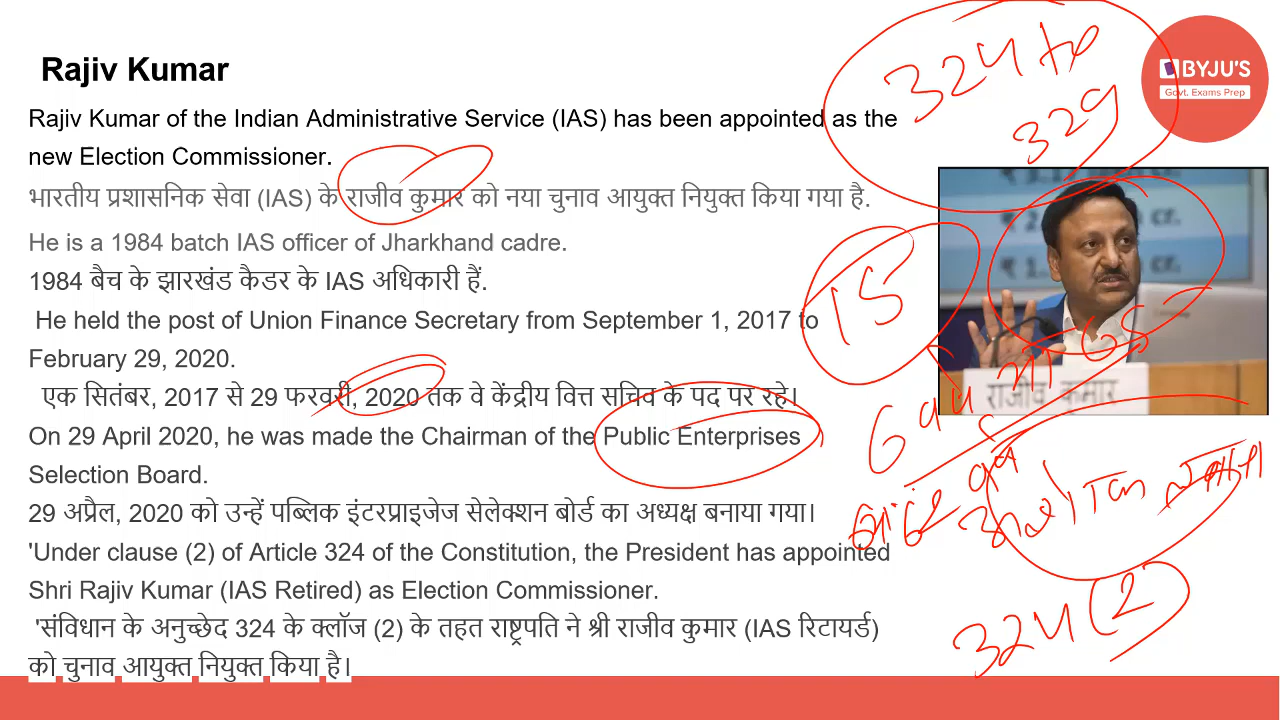 Rajiv Kumar
Rajiv Kumar of the Indian Administrative Service (IAS) has been appointed as the
new Election Commissioner.
भारतीय प्रशासनिक सेवा (IAS) के राजीव कुमार को नया चुनाव आयुक्त नियुक्त किया गया है.
He is a 1984 batch IAS officer of Jharkhand cadre.
1984 बैच के झारखंड कैडर के IAS अधिकारी हैं.
He held the post of Union Finance Secretary from September 1, 2017 to
February 29, 2020.
एक सितंबर, 2017 से 29 फरवरी, 2020 तक वे केंद्रीय वित्त सचिव के पद पर रहे।
On 29 April 2020, he was made the Chairman of the Public Enterprises
Selection Board.
29 अप्रैल, 2020 को उन्हें पब्लिक इंटरप्राइजेज सेलेक्शन बोर्ड का अध्यक्ष बनाया गया।
'Under clause (2) of Article 324 of the Constitution, the President has appointed
Shri Rajiv Kumar (IAS Retired) as Election Commissioner.
'संविधान के अनुच्छेद 324 के क्लॉज (2) के तहत राष्ट्रपति ने श्री राजीव कुमार (IAS रिटायर्ड)
को चुनाव आयुक्त नियुक्त किया है।
324 to
329
BYJU'S
Govt. Exams Prep
15
राजीव कुमार
324 (2)